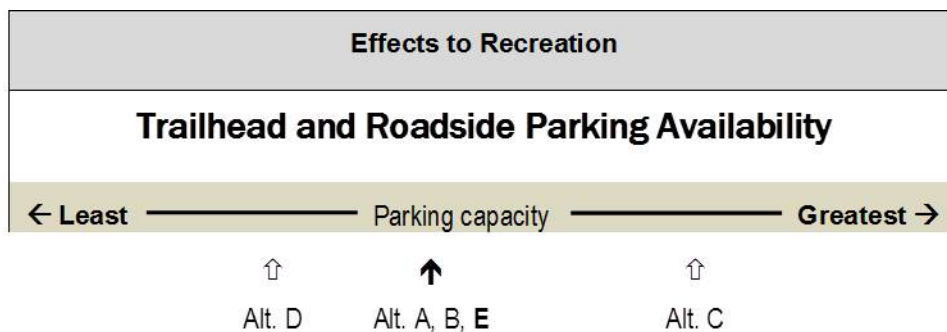 Effects to Recreation
Trailhead and Roadside Parking Availability
← Least Parking capacity Greatest →
⇧ ⬆ ⇧
Alt. D Alt. A, B, E Alt. C